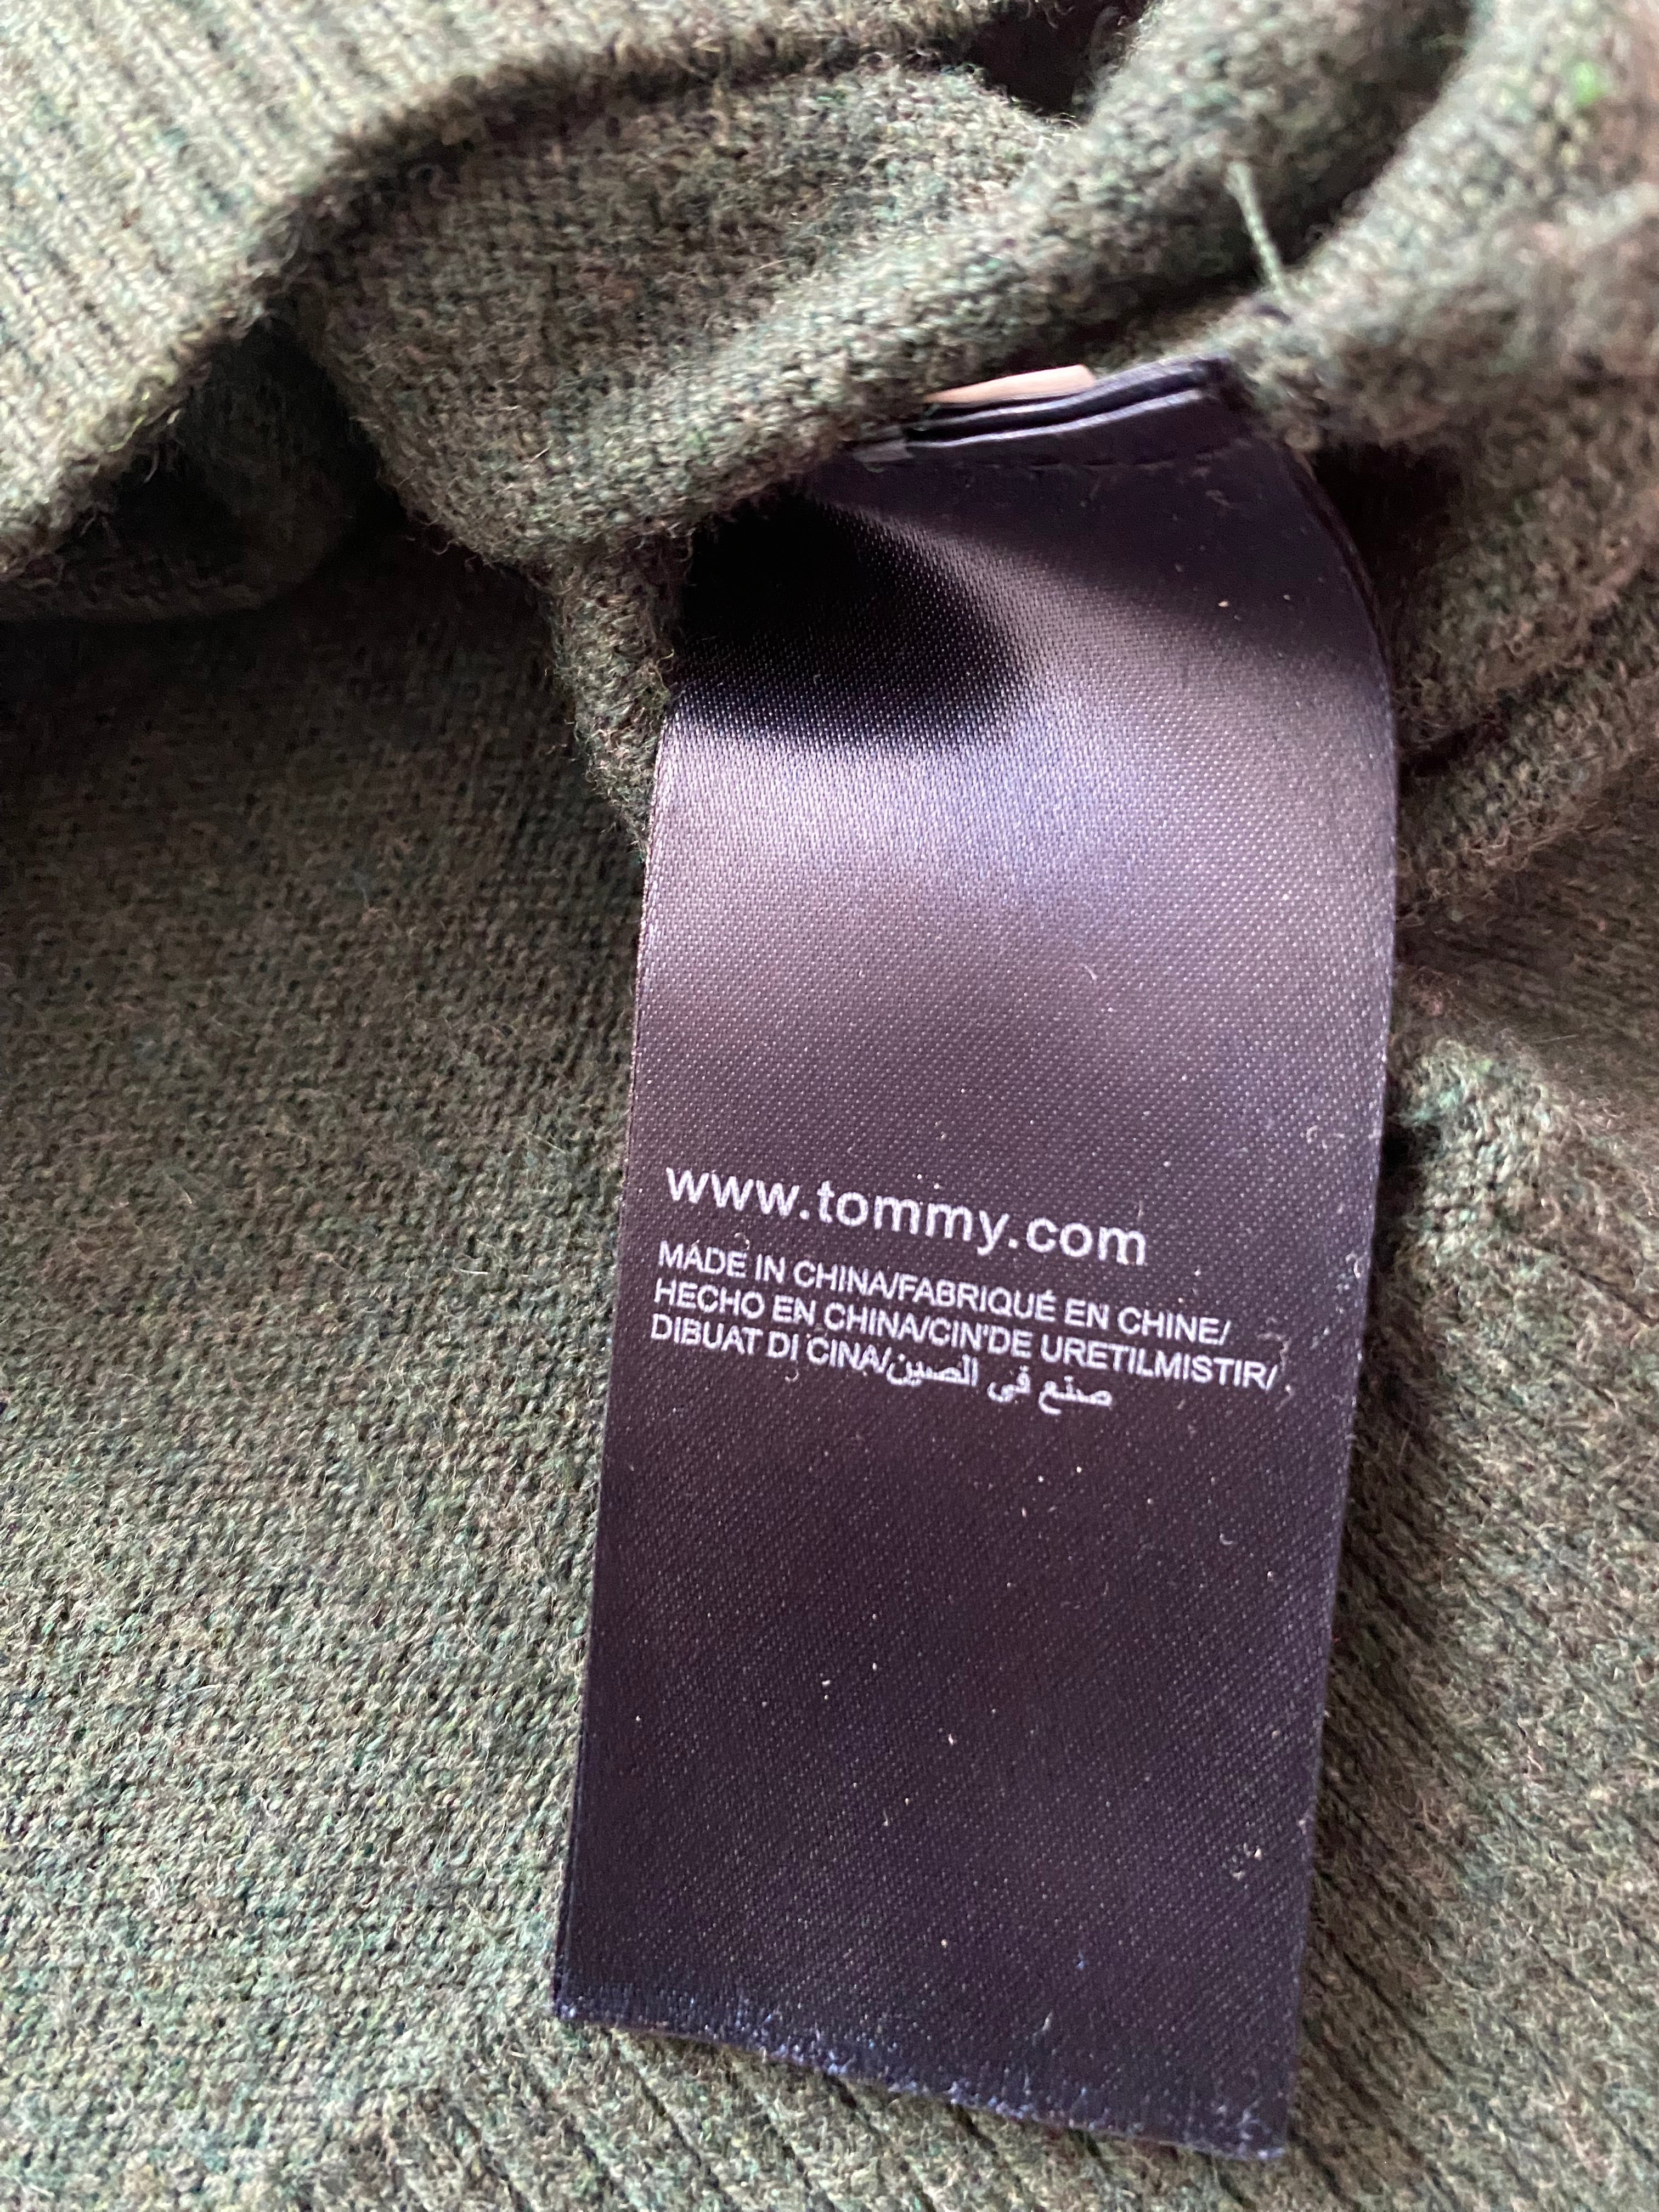 www.tommy.com
MADE IN CHINA/FABRIQUÉ EN CHINE/
HECHO EN CHINA/CIN'DE URETILMISTIR/
DIBUAT DI CINA/صنع في الصين